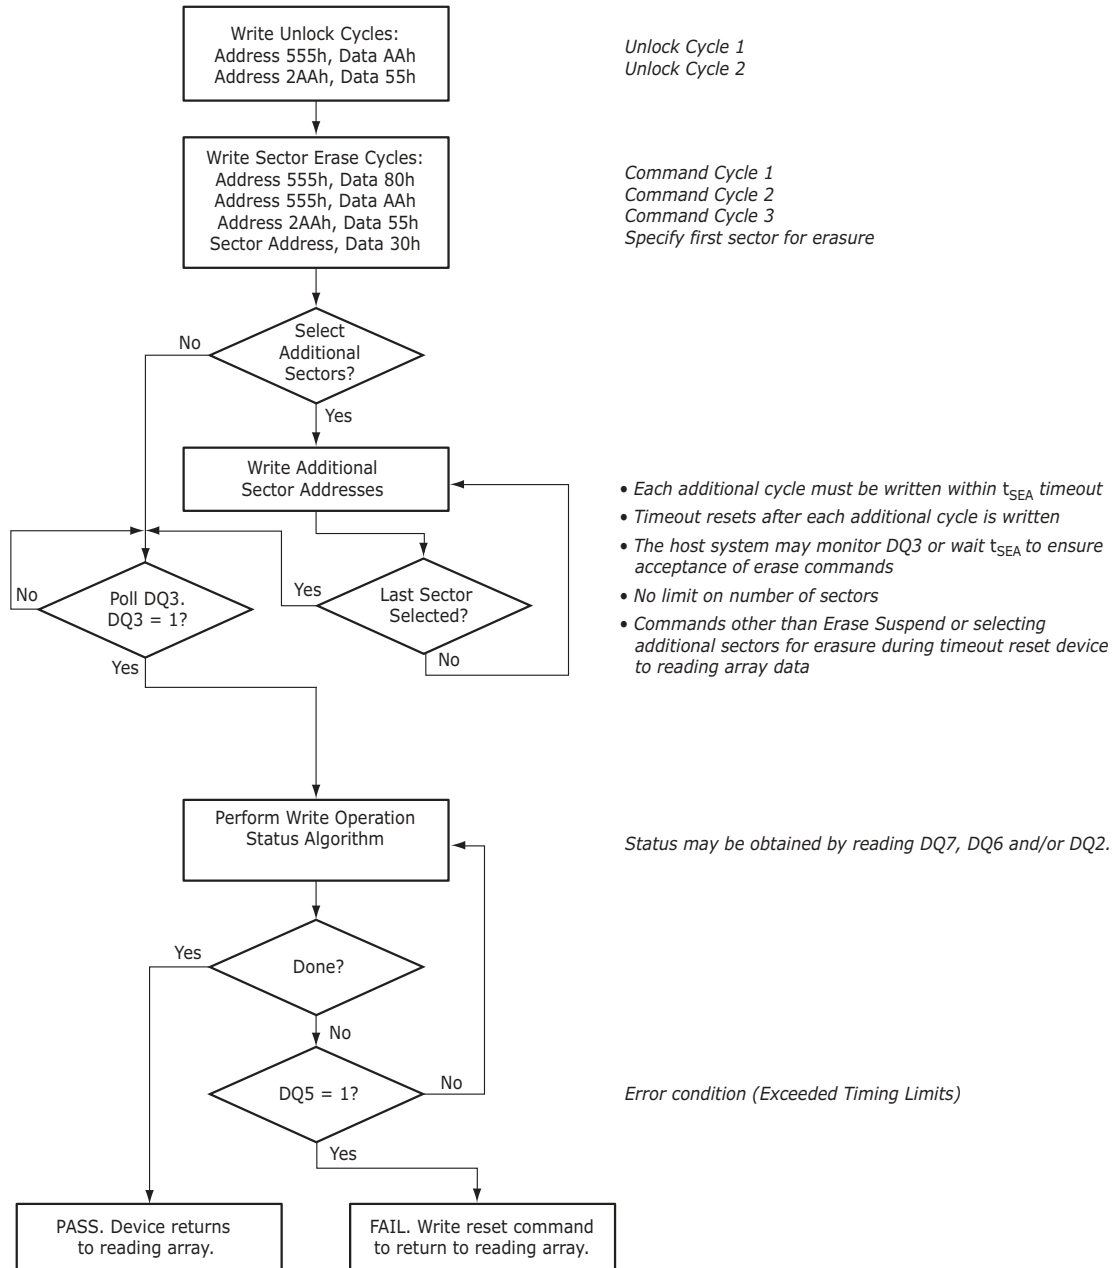 Write Unlock Cycles:
Address 555h, Data AAh
Address 2AAh, Data 55h
Unlock Cycle 1
Unlock Cycle 2
Write Sector Erase Cycles:
Address 555h, Data 80h
Address 555h, Data AAh
Address 2AAh, Data 55h
Sector Address, Data 30h
Command Cycle 1
Command Cycle 2
Command Cycle 3
Specify first sector for erasure
No
Select
Additional
Sectors?
Yes
Write Additional
Sector Addresses
• Each additional cycle must be written within tSEA timeout
• Timeout resets after each additional cycle is written
• The host system may monitor DQ3 or wait tSEA to ensure
acceptance of erase commands
• No limit on number of sectors
• Commands other than Erase Suspend or selecting
additional sectors for erasure during timeout reset device
to reading array data
No
Poll DQ3.
DQ3 = 1?
Yes
Yes
Last Sector
Selected?
No
Perform Write Operation
Status Algorithm
Status may be obtained by reading DQ7, DQ6 and/or DQ2.
Yes
Done?
No
DQ5 = 1?
No
Error condition (Exceeded Timing Limits)
Yes
PASS. Device returns
to reading array.
FAIL. Write reset command
to return to reading array.